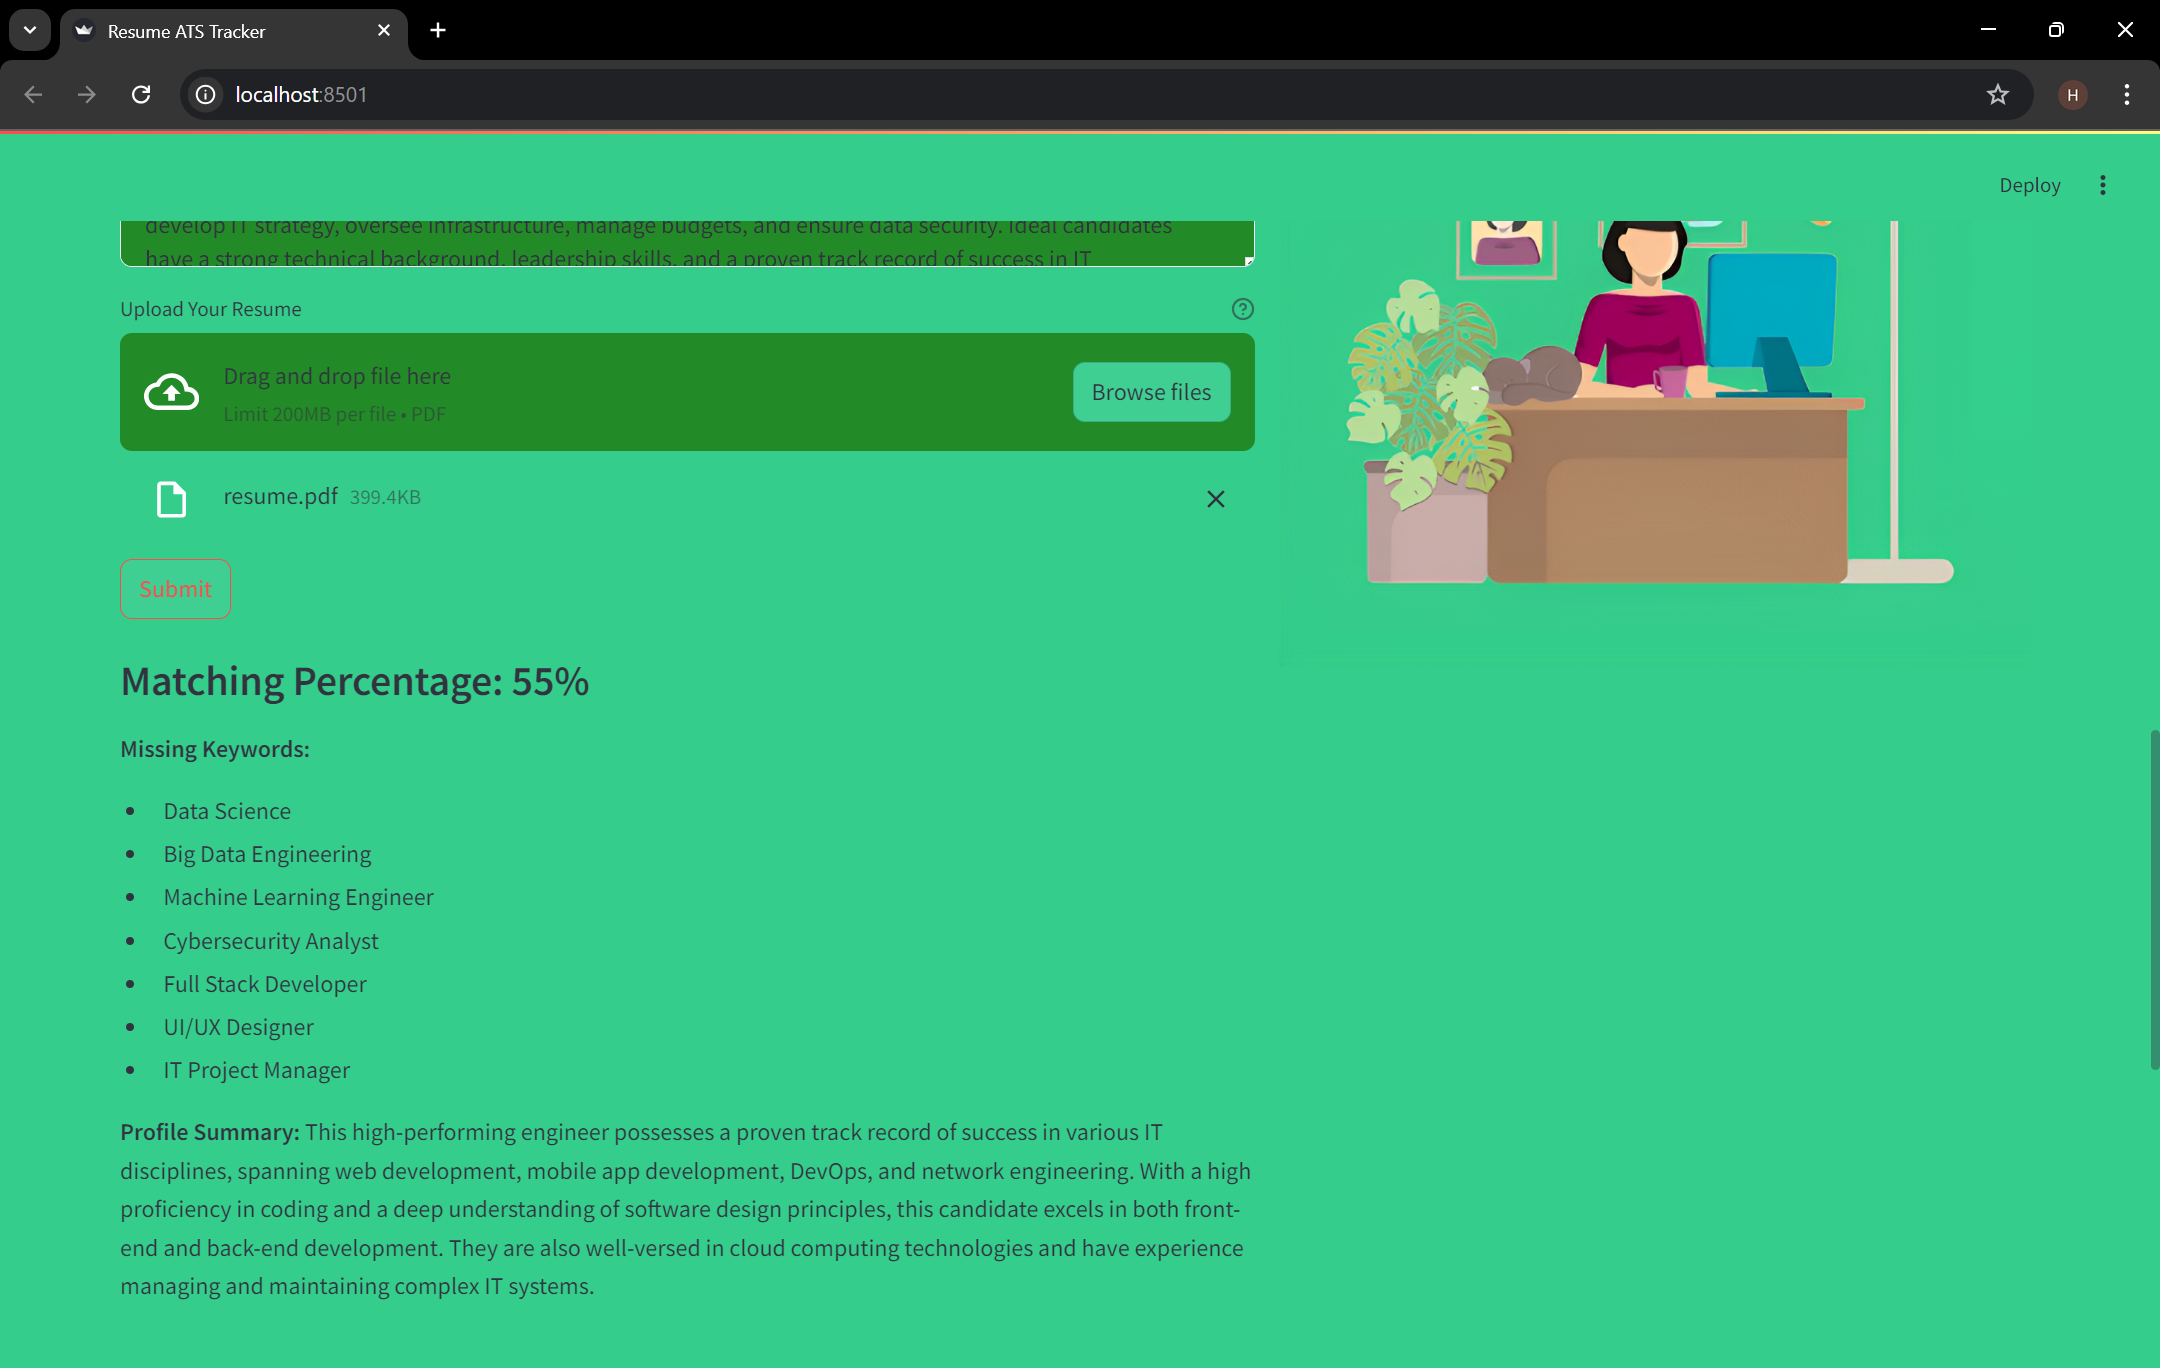 Resume ATS Tracker
localhost:8501
H
Deploy
develop IT strategy, oversee infrastructure, manage budgets, and ensure data security. Ideal candidates
have a strong technical background, leadership skills, and a proven track record of success in IT
Upload Your Resume
Drag and drop file here
Limit 200MB per file • PDF
Browse files
resume.pdf 399.4KB
Submit
Matching Percentage: 55%
Missing Keywords:
• Data Science
• Big Data Engineering
• Machine Learning Engineer
• Cybersecurity Analyst
• Full Stack Developer
• UI/UX Designer
• IT Project Manager
Profile Summary: This high-performing engineer possesses a proven track record of success in various IT
disciplines, spanning web development, mobile app development, DevOps, and network engineering. With a high
proficiency in coding and a deep understanding of software design principles, this candidate excels in both front-
end and back-end development. They are also well-versed in cloud computing technologies and have experience
managing and maintaining complex IT systems.